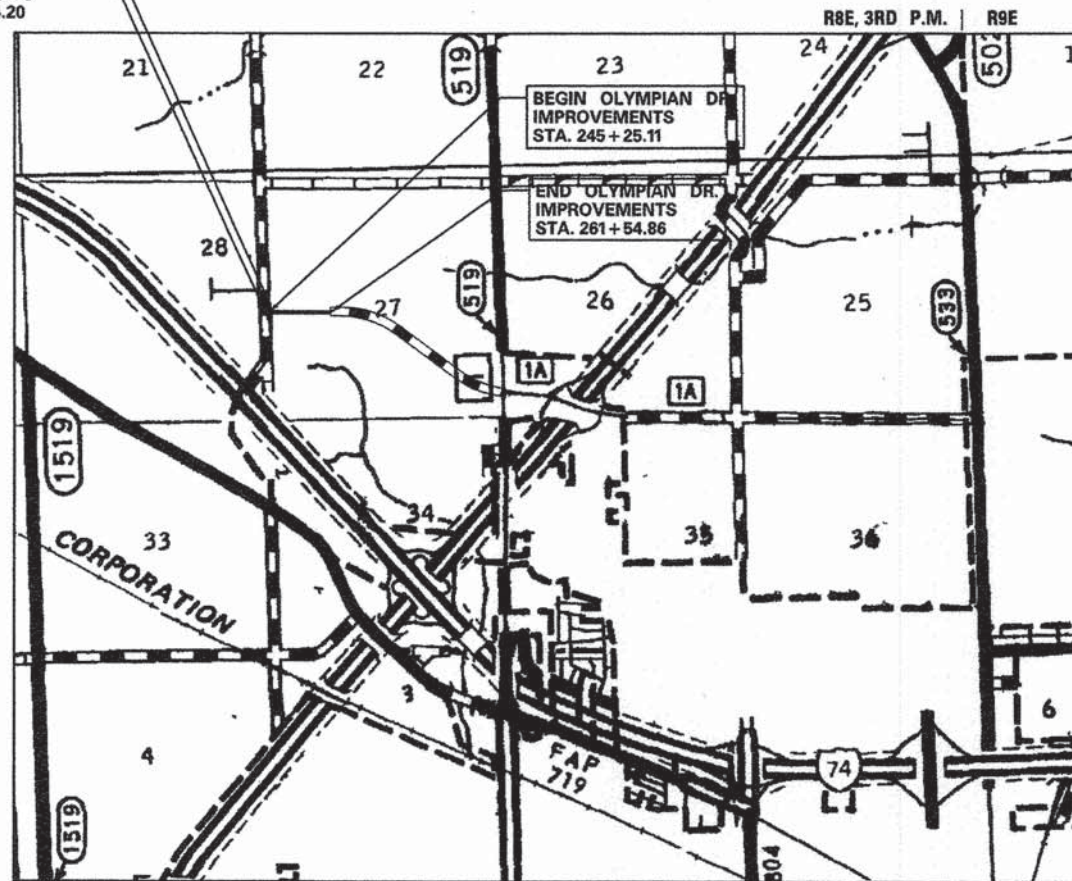 .20
R8E, 3RD P.M. | R9E
21
22
519
23
24
502
BEGIN OLYMPIAN DR.
IMPROVEMENTS
STA. 245+25.11
END OLYMPIAN DR.
IMPROVEMENTS
STA. 261+54.86
28
27
519
26
25
533
1A
1A
1519
33
34
35
36
CORPORATION
3
4
6
FAP
719
74
1519
804